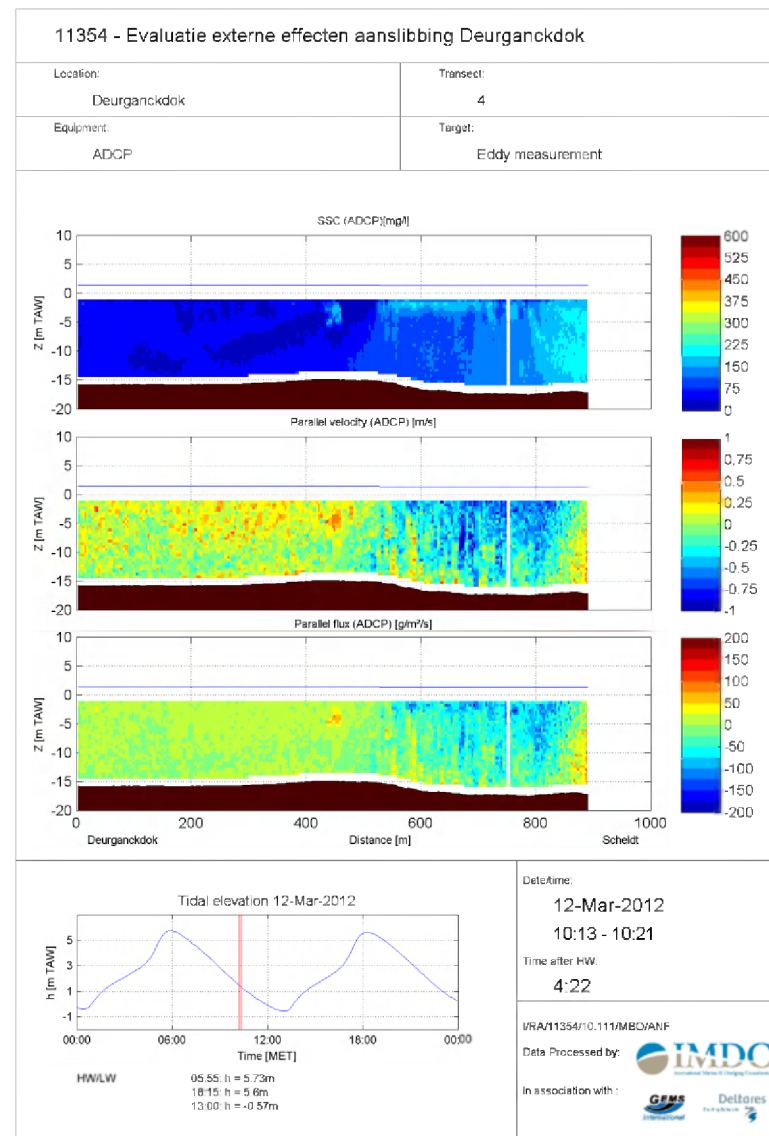 11354 - Evaluatie externe effecten aanslibbing Deurganckdok
Location:
Deurganckdok
Transect:
4
Equipment:
ADCP
Target:
Eddy measurement
SSC (ADCP)[mg/l]
10
5
0
-5
-10
-15
-20
Z [m TAW]
600
525
450
375
300
225
150
75
0
Parallel velocity (ADCP) [m/s]
10
5
0
-5
-10
-15
-20
Z [m TAW]
1
0.75
0.5
0.25
0
-0.25
-0.5
-0.75
-1
Parallel flux (ADCP) [g/m²/s]
10
5
0
-5
-10
-15
-20
Z [m TAW]
200
150
100
50
0
-50
-100
-150
-200
0 200 400 600 800 1000
Deurganckdok Distance [m] Scheldt
Tidal elevation 12-Mar-2012
5
3
1
-1
h [m TAW]
00:00 06:00 12:00 18:00 00:00
Time [MET]
HW/LW
05:55: h = 5.73m
18:15: h = 5.6m
13:00: h = -0.57m
Date/time:
12-Mar-2012
10:13 - 10:21
Time after HW:
4:22
I/RA/11354/10.111/MBO/ANF
Data Processed by:
IMDC
In association with :
GEMS
International
Deltares